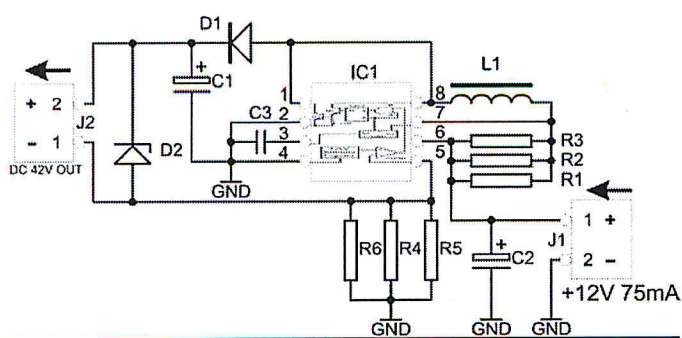 D1
IC1
L1
+
C1
1
8
+ 2
C3
2
7
- 1
J2
3
6
R3
D2
4
5
R2
DC 42V OUT
GND
R1
1 +
J1
R6
R4
R5
+
C2
2 -
+12V 75mA
GND
GND
GND